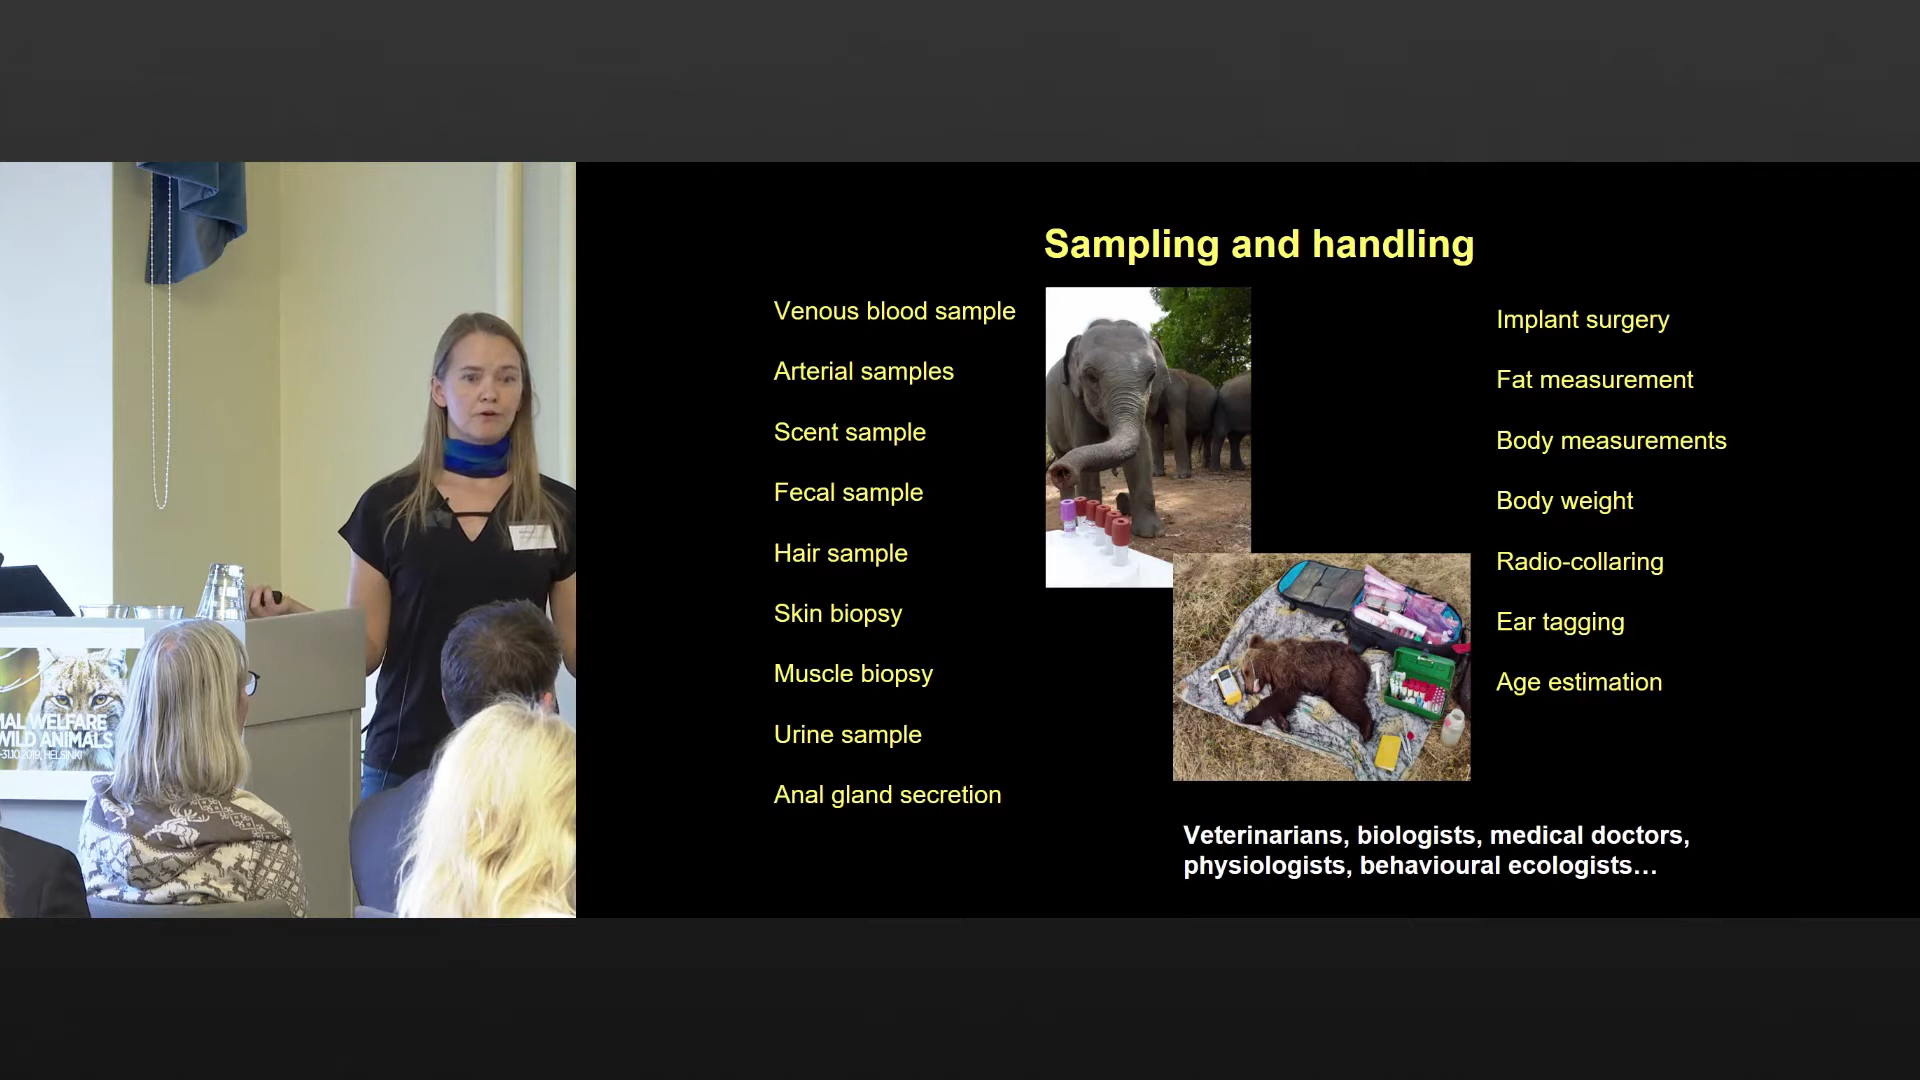 Sampling and handling
Venous blood sample
Arterial samples
Scent sample
Fecal sample
Hair sample
Skin biopsy
Muscle biopsy
Urine sample
Anal gland secretion
Implant surgery
Fat measurement
Body measurements
Body weight
Radio-collaring
Ear tagging
Age estimation
Veterinarians, biologists, medical doctors,
physiologists, behavioural ecologists…
WELFARE
WILD ANIMALS
HELSINKI